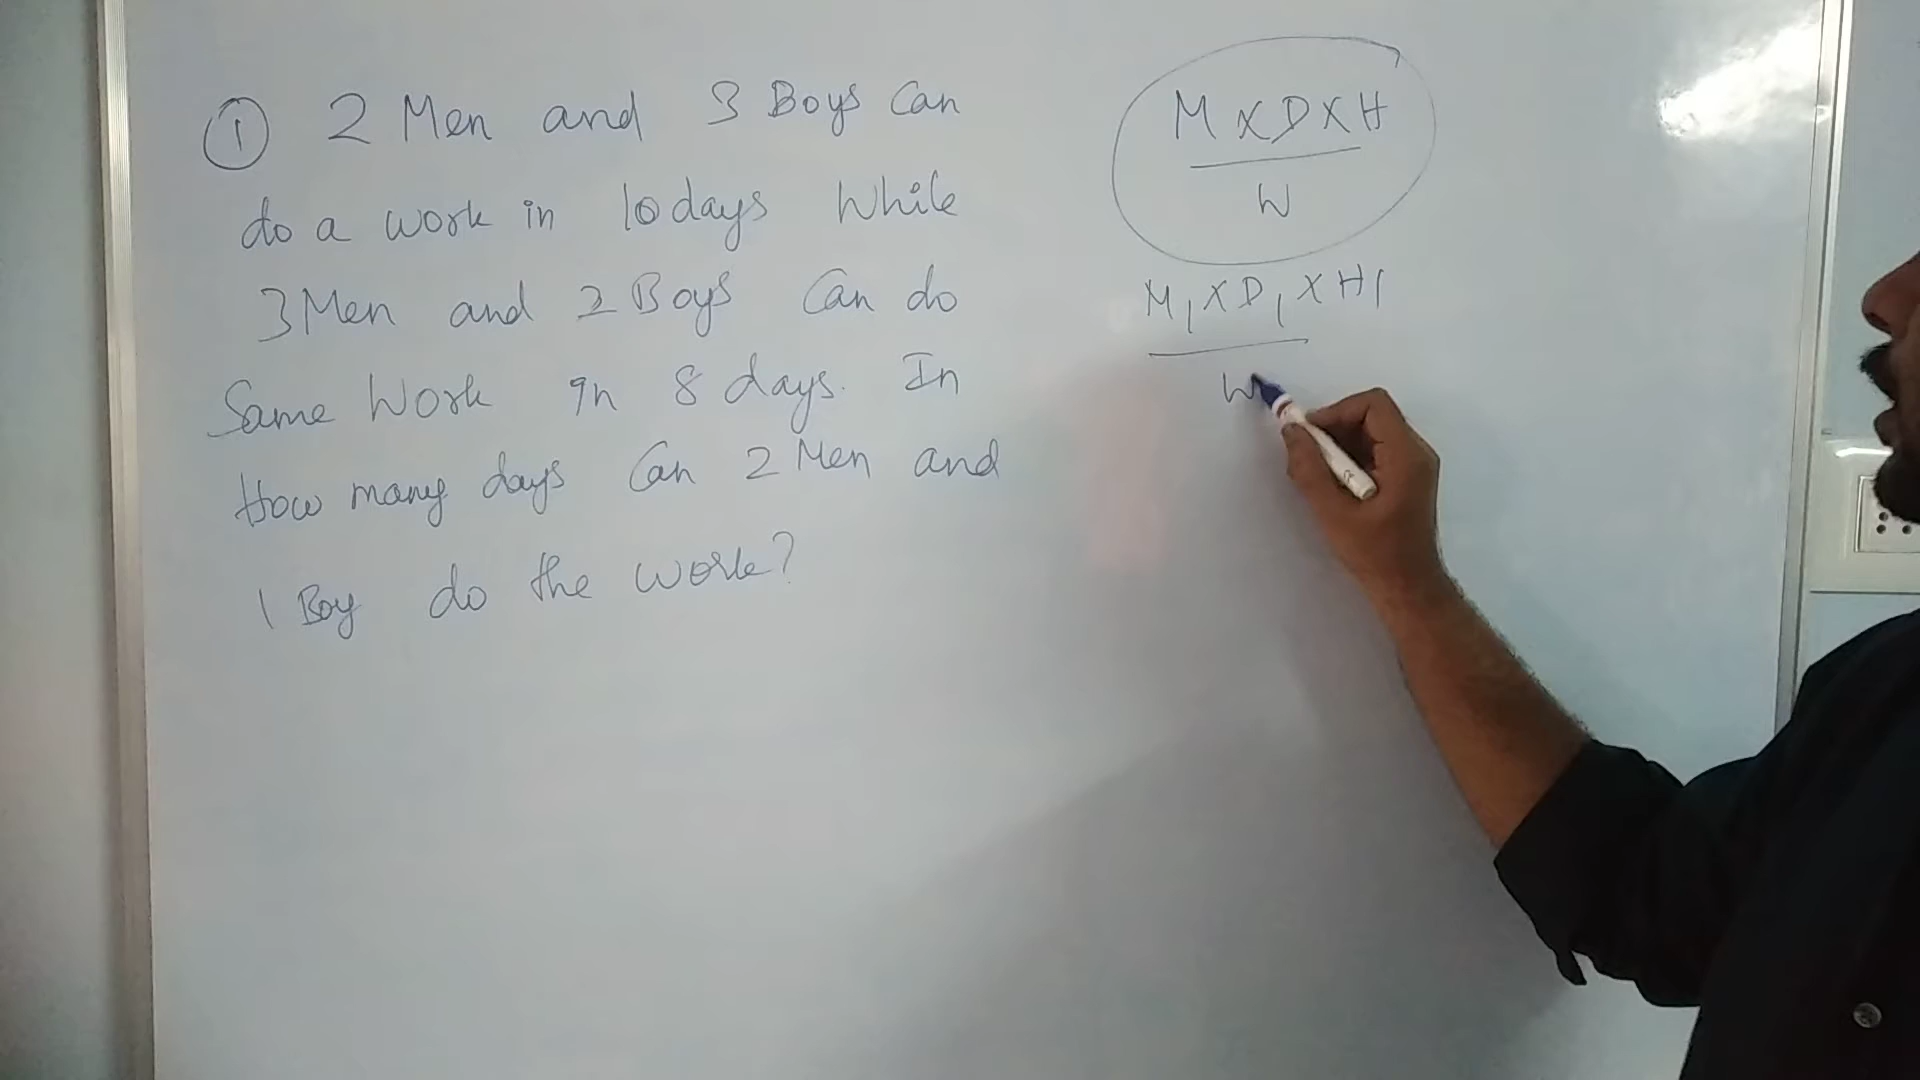 ① 2 Men and 3 Boys Can
do a work in 10 days While
3 Men and 2 Boys Can do
Same Work in 8 days. In
How many days Can 2 Men and
1 Boy do the work?
M X D X H
W
M1 X D1 X H1
W